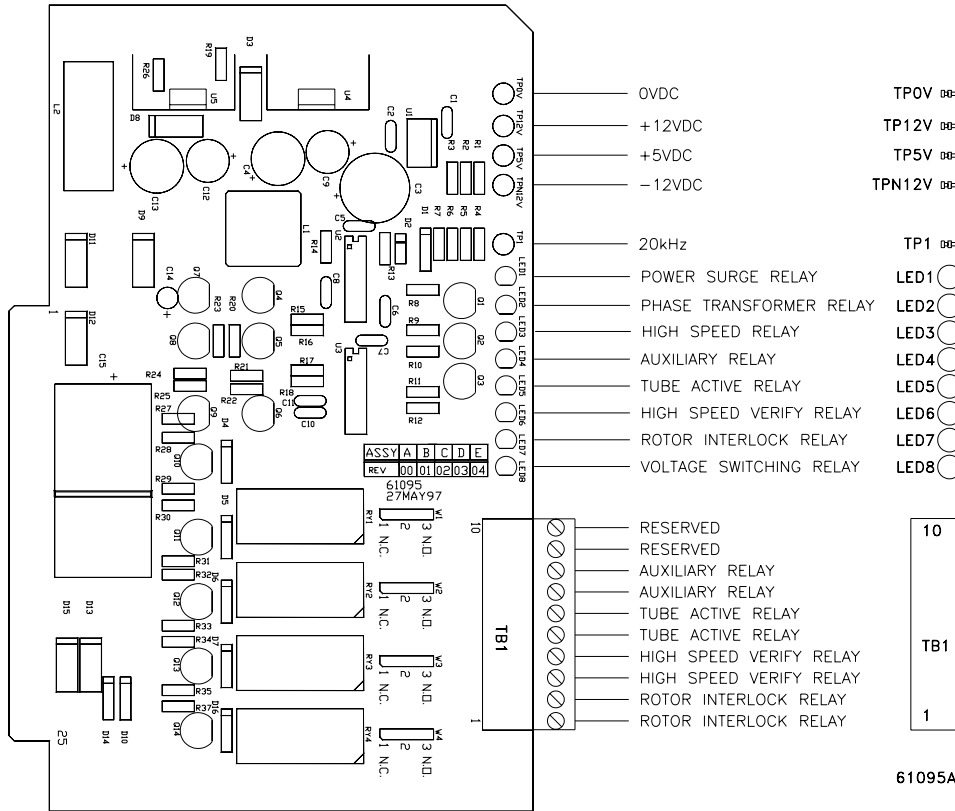 R19
D3
R26
U5
U4
L2
D8
C4
C9
C13
C12
C2
U1
C1
R3
R2
R1
C3
TP0V
TP12V
TP5V
TPN12V
0VDC
+12VDC
+5VDC
-12VDC
TP0V
TP12V
TP5V
TPN12V
D11
D9
L1
R14
C5
U2
R13
D2
D1
R7
R6
R5
R4
TP1
20kHz
TP1
C14
Q7
R23
R20
Q4
C8
C6
R8
Q1
LED1
POWER SURGE RELAY
LED1
LED2
PHASE TRANSFORMER RELAY
LED2
1
D12
Q8
Q5
R15
R16
C7
R9
Q2
LED3
HIGH SPEED RELAY
LED3
C15
R24
R21
R17
U3
R10
LED4
AUXILIARY RELAY
LED4
R25
R22
R18
R11
Q3
LED5
TUBE ACTIVE RELAY
LED5
R27
Q9
D4
Q6
C11
C10
R12
LED6
HIGH SPEED VERIFY RELAY
LED6
R28
Q10
LED7
ROTOR INTERLOCK RELAY
LED7
ASSY A B C D E
REV 00 01 02 03 04
LED8
VOLTAGE SWITCHING RELAY
LED8
61095
27MAY97
R29
R30
D5
Q11
RY1
1 N.C.
2
3 N.O.
W1
R31
R32
D6
Q12
RY2
1 N.C.
2
3 N.O.
W2
R33
R34
D7
Q13
RY3
1 N.C.
2
3 N.O.
W3
R35
R37
D16
Q14
RY4
1 N.C.
2
3 N.O.
W4
D15
D13
D14
D10
25
10
TB1
1
RESERVED
RESERVED
AUXILIARY RELAY
AUXILIARY RELAY
TUBE ACTIVE RELAY
TUBE ACTIVE RELAY
HIGH SPEED VERIFY RELAY
HIGH SPEED VERIFY RELAY
ROTOR INTERLOCK RELAY
ROTOR INTERLOCK RELAY
10
TB1
1
61095A